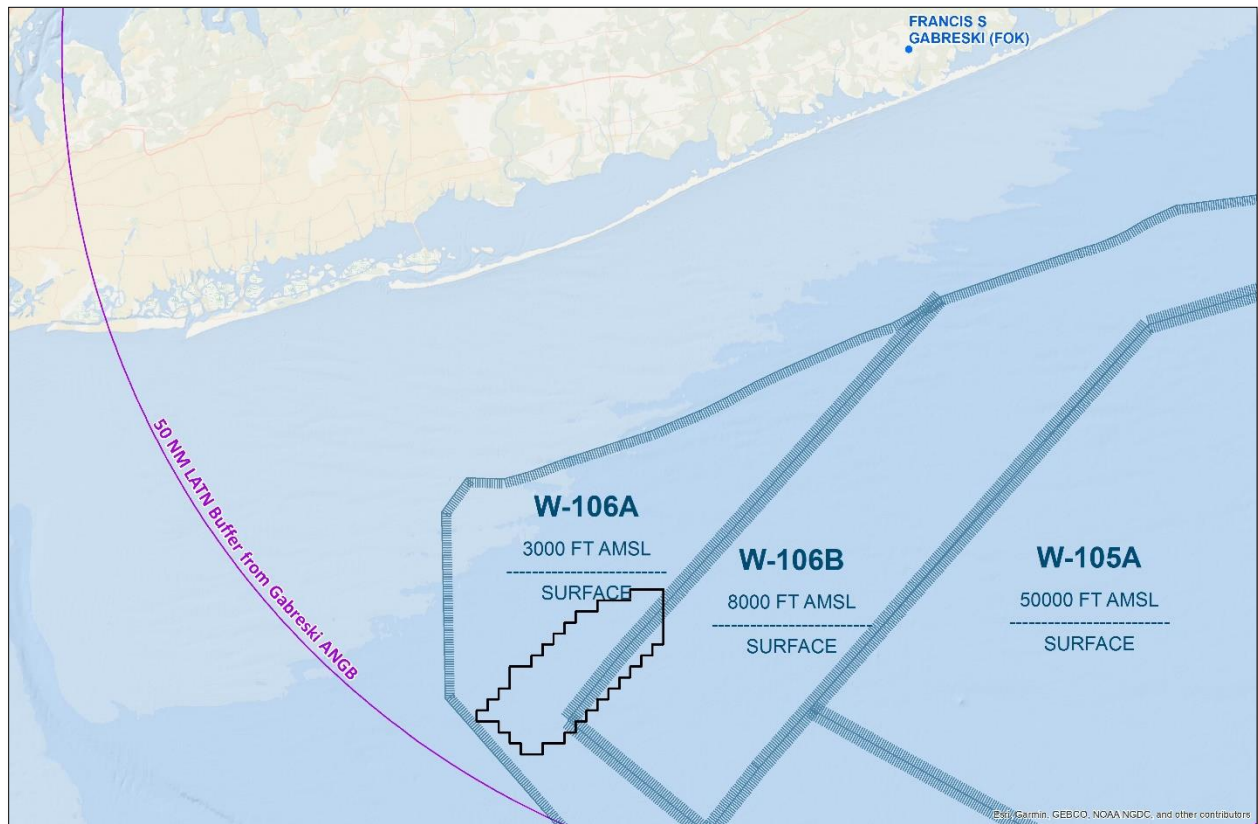 FRANCIS S
GABRESKI (FOK)
50 NM LATN Buffer from Gabreski ANGB
W-106A
3000 FT AMSL
SURFACE
W-106B
8000 FT AMSL
SURFACE
W-105A
50000 FT AMSL
SURFACE
Esri, Garmin, GEBCO, NOAA NGDC, and other contributors